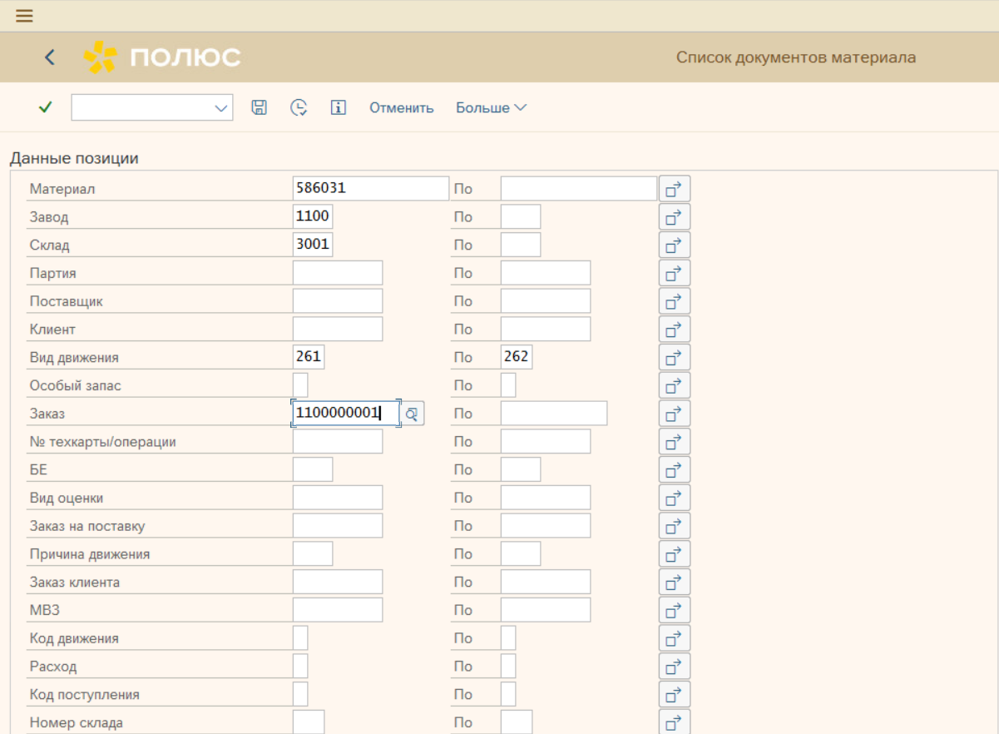 ПОЛЮС
Список документов материала
Отменить Больше
Данные позиции
Материал 586031 По
Завод 1100 По
Склад 3001 По
Партия По
Поставщик По
Клиент По
Вид движения 261 По 262
Особый запас По
Заказ 1100000001 По
№ техкарты/операции По
БЕ По
Вид оценки По
Заказ на поставку По
Причина движения По
Заказ клиента По
МВЗ По
Код движения По
Расход По
Код поступления По
Номер склада По